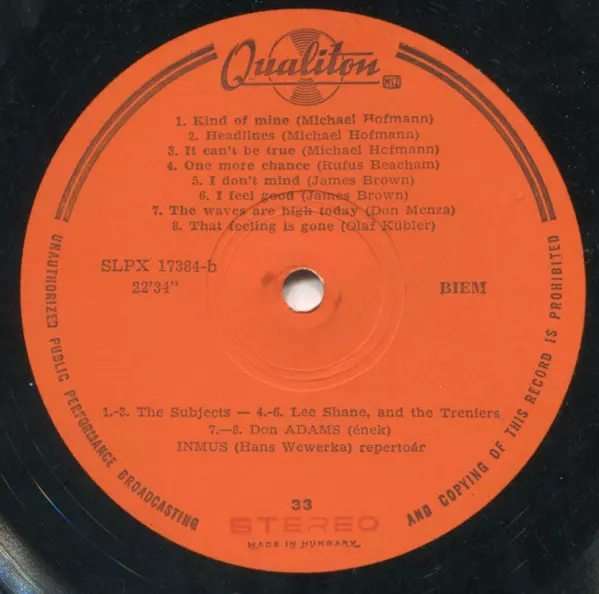 Qualiton
MHV
1. Kind of mine (Michael Hofmann)
2. Headlines (Michael Hofmann)
3. It can't be true (Michael Hofmann)
4. One more chance (Rufus Beacham)
5. I don't mind (James Brown)
6. I feel good (James Brown)
7. The waves are high today (Don Menza)
8. That feeling is gone (Olaf Kübler)
SLPX 17384-b
22'34"
BIEM
1.-3. The Subjects — 4.-6. Lee Shane, and the Treniers
7.—8. Don ADAMS (ének)
INMUS (Hans Wewerka) repertoár
33
STEREO
MADE IN HUNGARY
UNAUTHORIZED PUBLIC PERFORMANCE BROADCASTING
AND COPYING OF THIS RECORD IS PROHIBITED